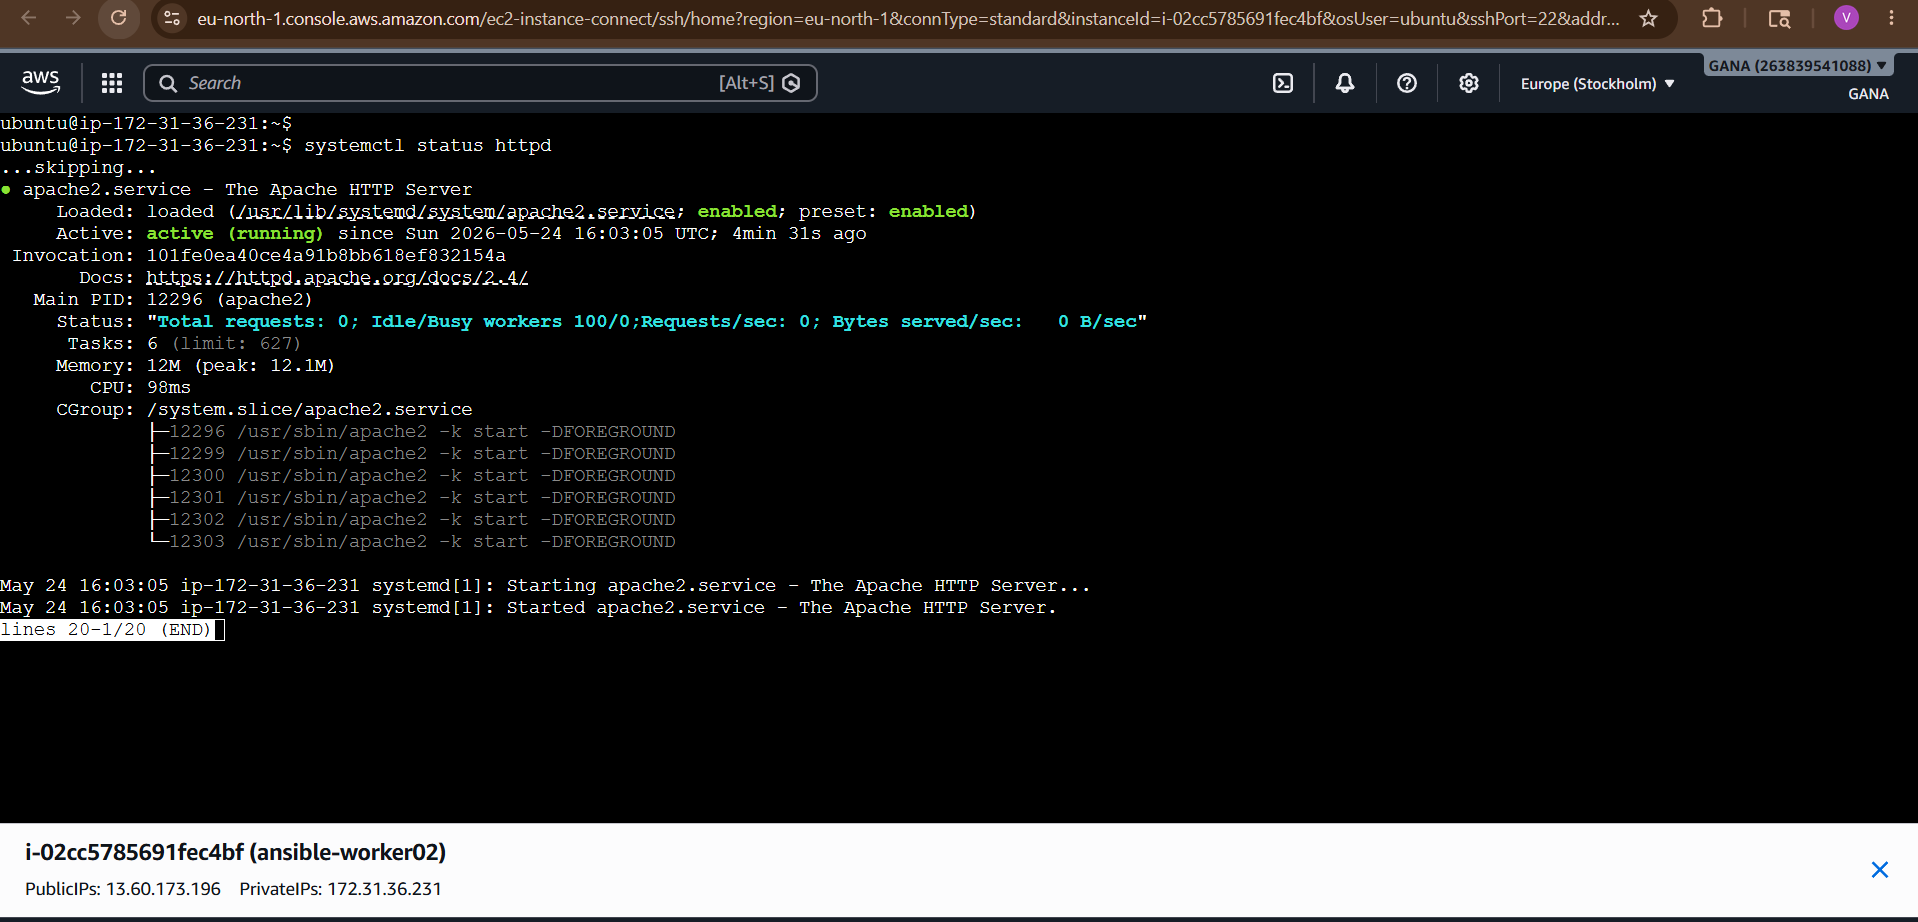 eu-north-1.console.aws.amazon.com/ec2-instance-connect/ssh/home?region=eu-north-1&connType=standard&instanceId=i-02cc5785691fec4bf&osUser=ubuntu&sshPort=22&addr...
V
aws
Search
[Alt+S]
Europe (Stockholm)
GANA (263839541088)
GANA
ubuntu@ip-172-31-36-231:~$
ubuntu@ip-172-31-36-231:~$ systemctl status httpd
...skipping...
● apache2.service - The Apache HTTP Server
Loaded: loaded (/usr/lib/systemd/system/apache2.service; enabled; preset: enabled)
Active: active (running) since Sun 2026-05-24 16:03:05 UTC; 4min 31s ago
Invocation: 101fe0ea40ce4a91b8bb618ef832154a
Docs: https://httpd.apache.org/docs/2.4/
Main PID: 12296 (apache2)
Status: "Total requests: 0; Idle/Busy workers 100/0;Requests/sec: 0; Bytes served/sec:   0 B/sec"
Tasks: 6 (limit: 627)
Memory: 12M (peak: 12.1M)
CPU: 98ms
CGroup: /system.slice/apache2.service
├─12296 /usr/sbin/apache2 -k start -DFOREGROUND
├─12299 /usr/sbin/apache2 -k start -DFOREGROUND
├─12300 /usr/sbin/apache2 -k start -DFOREGROUND
├─12301 /usr/sbin/apache2 -k start -DFOREGROUND
├─12302 /usr/sbin/apache2 -k start -DFOREGROUND
└─12303 /usr/sbin/apache2 -k start -DFOREGROUND
May 24 16:03:05 ip-172-31-36-231 systemd[1]: Starting apache2.service - The Apache HTTP Server...
May 24 16:03:05 ip-172-31-36-231 systemd[1]: Started apache2.service - The Apache HTTP Server.
lines 20-1/20 (END)
i-02cc5785691fec4bf (ansible-worker02)
PublicIPs: 13.60.173.196 PrivateIPs: 172.31.36.231